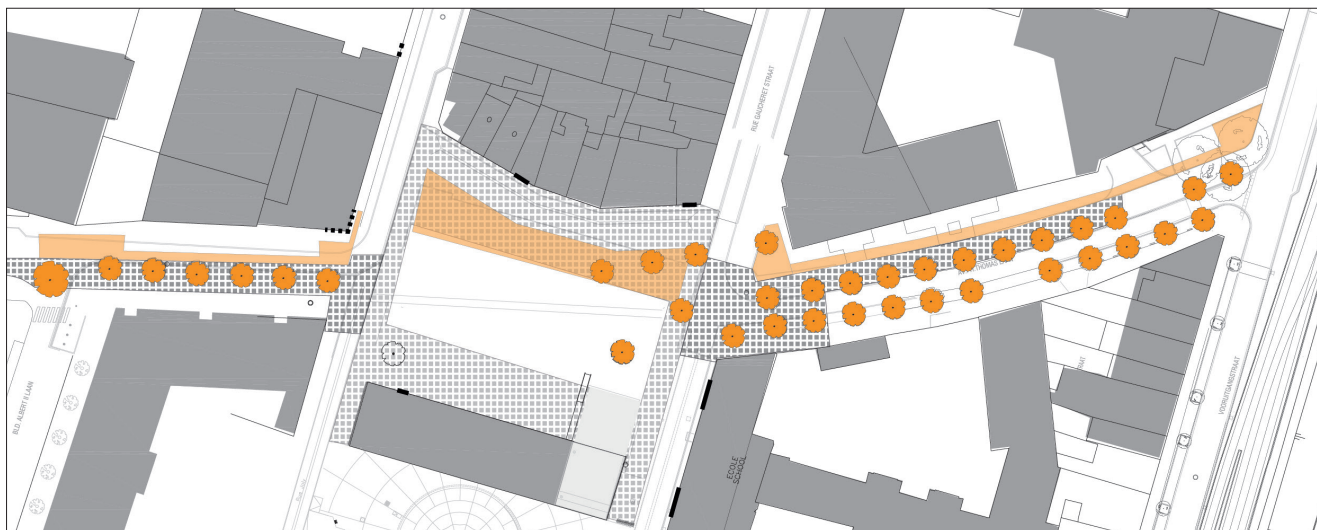 RUE GAUCHERET STRAAT
BLD. ALBERT II LAAN
ECOLE
SCHOOL
VOORUITGANGSTRAAT